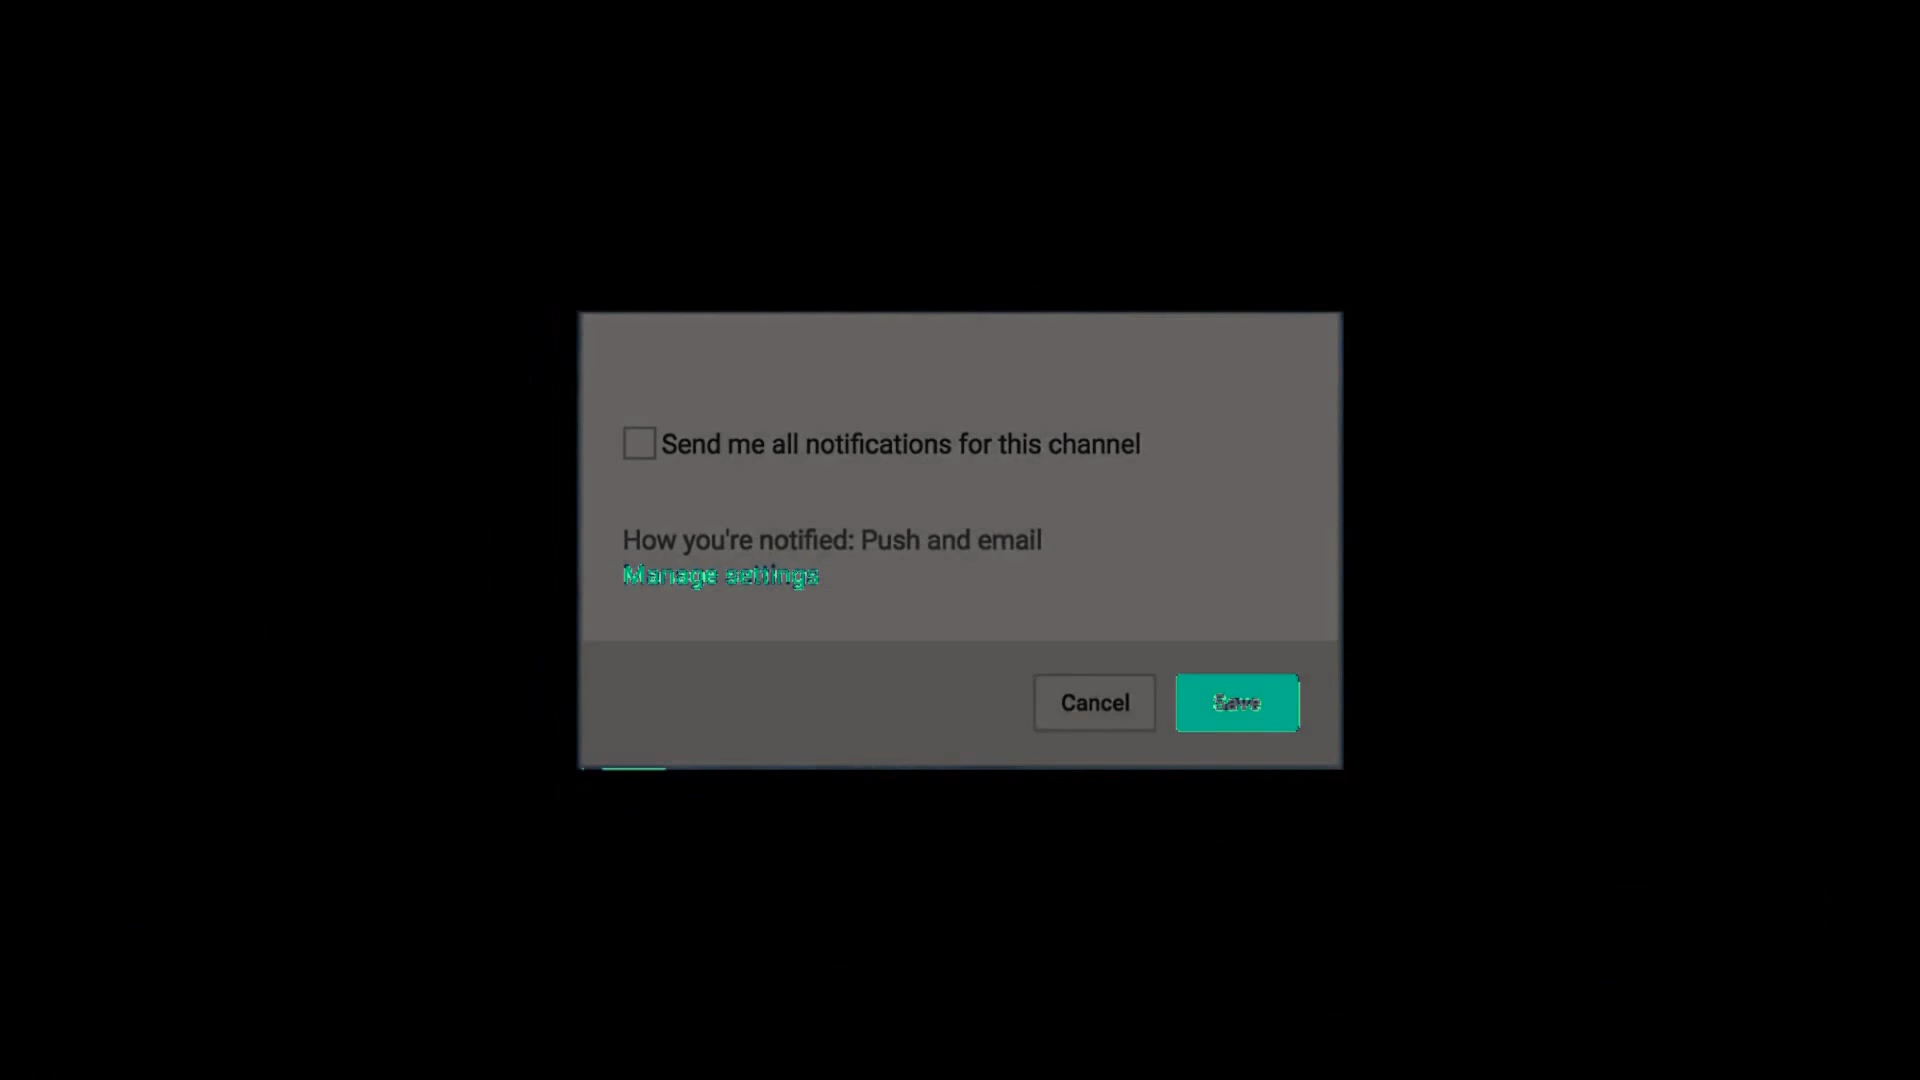 Send me all notifications for this channel
How you're notified: Push and email
Manage settings
Cancel
Save